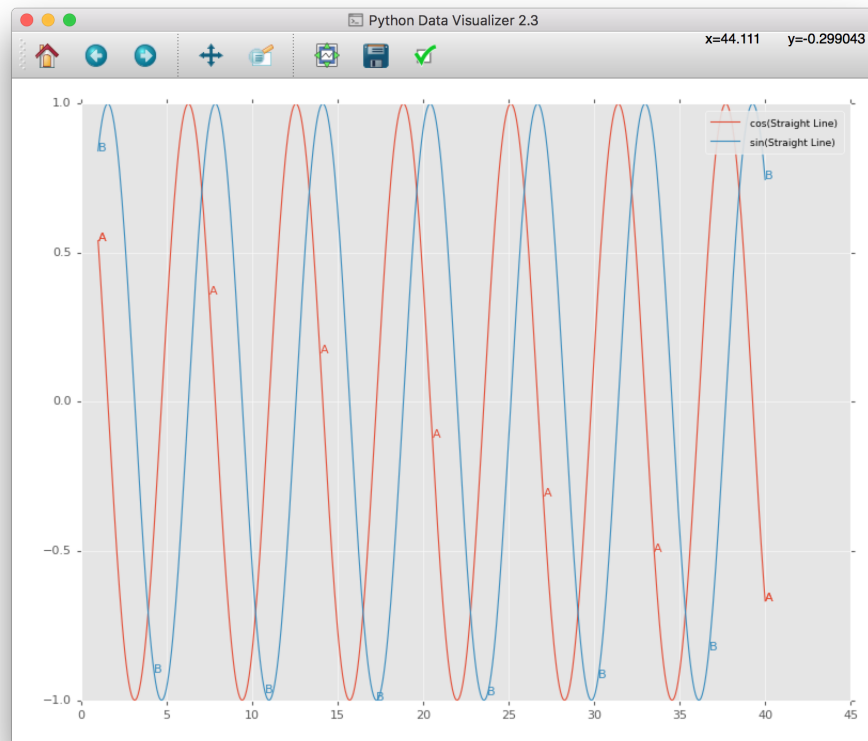 Python Data Visualizer 2.3
x=44.111 y=-0.299043
1.0
cos(Straight Line)
sin(Straight Line)
B
B
A
0.5
A
A
0.0
A
A
−0.5
A
A
B
B
B
B
B
B
−1.0
0 5 10 15 20 25 30 35 40 45